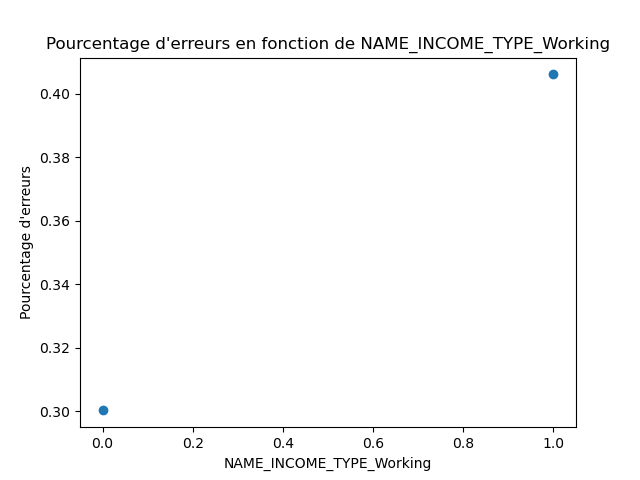 Pourcentage d'erreurs en fonction de NAME_INCOME_TYPE_Working
0.40
0.38
0.36
0.34
0.32
0.30
Pourcentage d'erreurs
0.0 0.2 0.4 0.6 0.8 1.0
NAME_INCOME_TYPE_Working